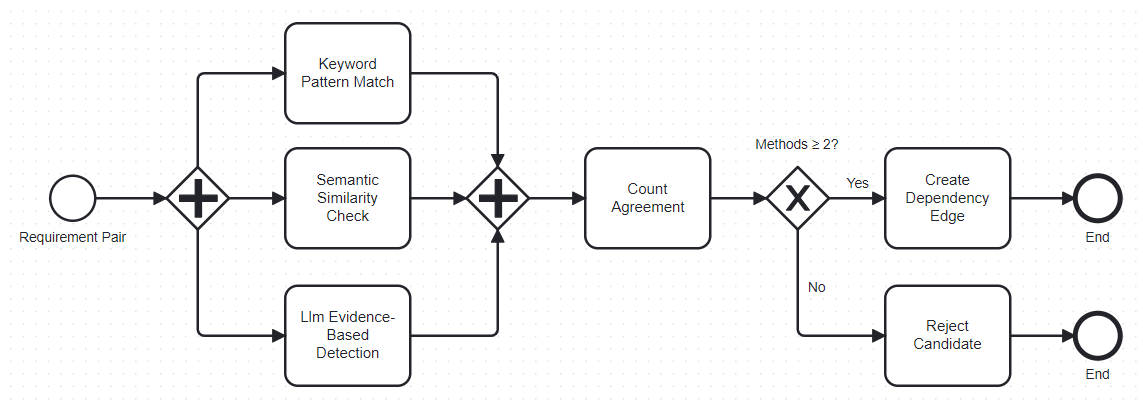 Keyword
Pattern Match
Methods ≥ 2?
Semantic
Similarity
Check
Count
Agreement
Yes
Create
Dependency
Edge
Requirement Pair
End
No
Llm Evidence-
Based
Detection
Reject
Candidate
End